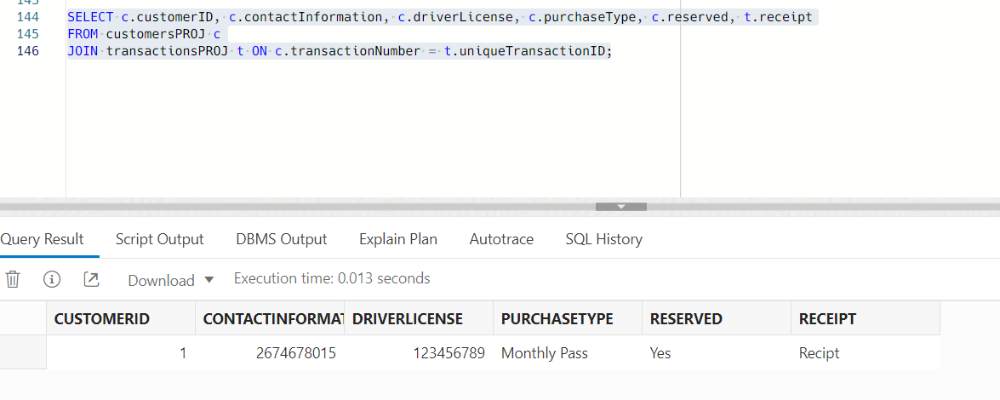 143
144 SELECT c.customerID, c.contactInformation, c.driverLicense, c.purchaseType, c.reserved, t.receipt
145 FROM customersPROJ c
146 JOIN transactionsPROJ t ON c.transactionNumber = t.uniqueTransactionID;
Query Result Script Output DBMS Output Explain Plan Autotrace SQL History
Download Execution time: 0.013 seconds
CUSTOMERID CONTACTINFORMAT DRIVERLICENSE PURCHASETYPE RESERVED RECEIPT
1 2674678015 123456789 Monthly Pass Yes Recipt